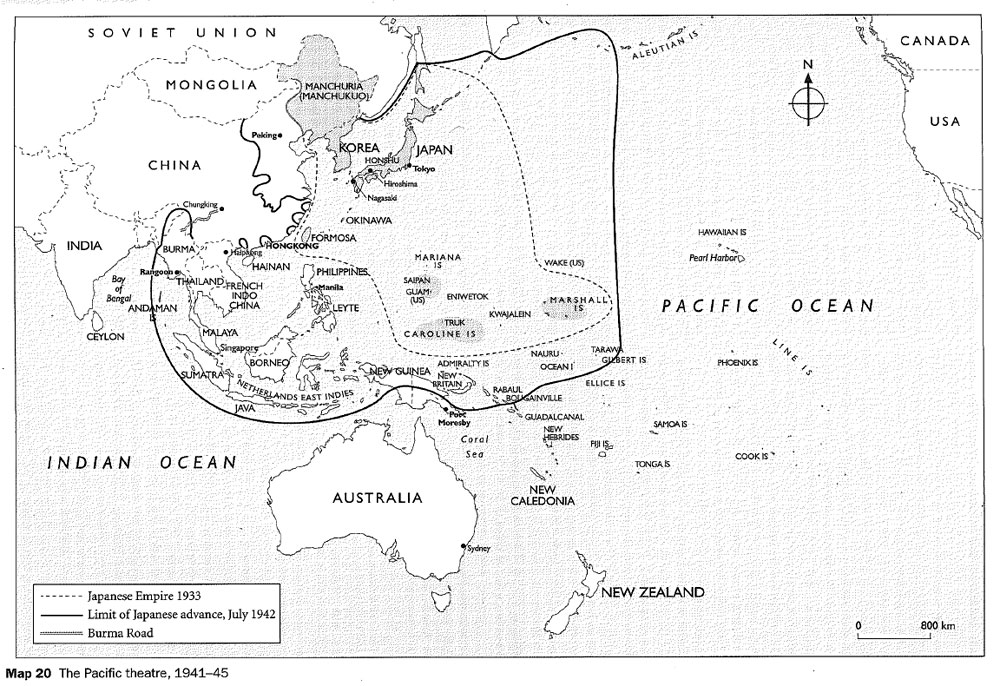 SOVIET UNION
ALEUTIAN IS
CANADA
MONGOLIA
MANCHURIA
(MANCHUKUO)
N
USA
Peking
KOREA
JAPAN
HONSHU
Tokyo
CHINA
Hiroshima
Nagasaki
Chungking
OKINAWA
HAWAIIAN IS
Pearl Harbor
INDIA
BURMA
HONGKONG
FORMOSA
Haiphong
HAINAN
MARIANA
IS
WAKE (US)
Bay
of
Bengal
Rangoon
THAILAND
FRENCH
INDO
CHINA
PHILIPPINES
Manila
SAIPAN
GUAM
(US)
ENIWETOK
MARSHALL
IS
PACIFIC OCEAN
ANDAMAN
IS
LEYTE
KWAJALEIN
TRUK
CAROLINE IS
CEYLON
MALAYA
Singapore
BORNEO
SUMATRA
NETHERLANDS EAST INDIES
JAVA
NEW GUINEA
ADMIRALTY IS
NEW
BRITAIN
NAURU
OCEAN I
TARAWA
GILBERT IS
PHOENIX IS
LINE IS
ELLICE IS
RABAUL
BOUGAINVILLE
Port
Moresby
GUADALCANAL
Coral
Sea
NEW
HEBRIDES
FIJI IS
SAMOA IS
TONGA IS
COOK IS
INDIAN OCEAN
AUSTRALIA
NEW
CALEDONIA
Sydney
NEW ZEALAND
Japanese Empire 1933
Limit of Japanese advance, July 1942
Burma Road
0 800 km
Map 20 The Pacific theatre, 1941–45